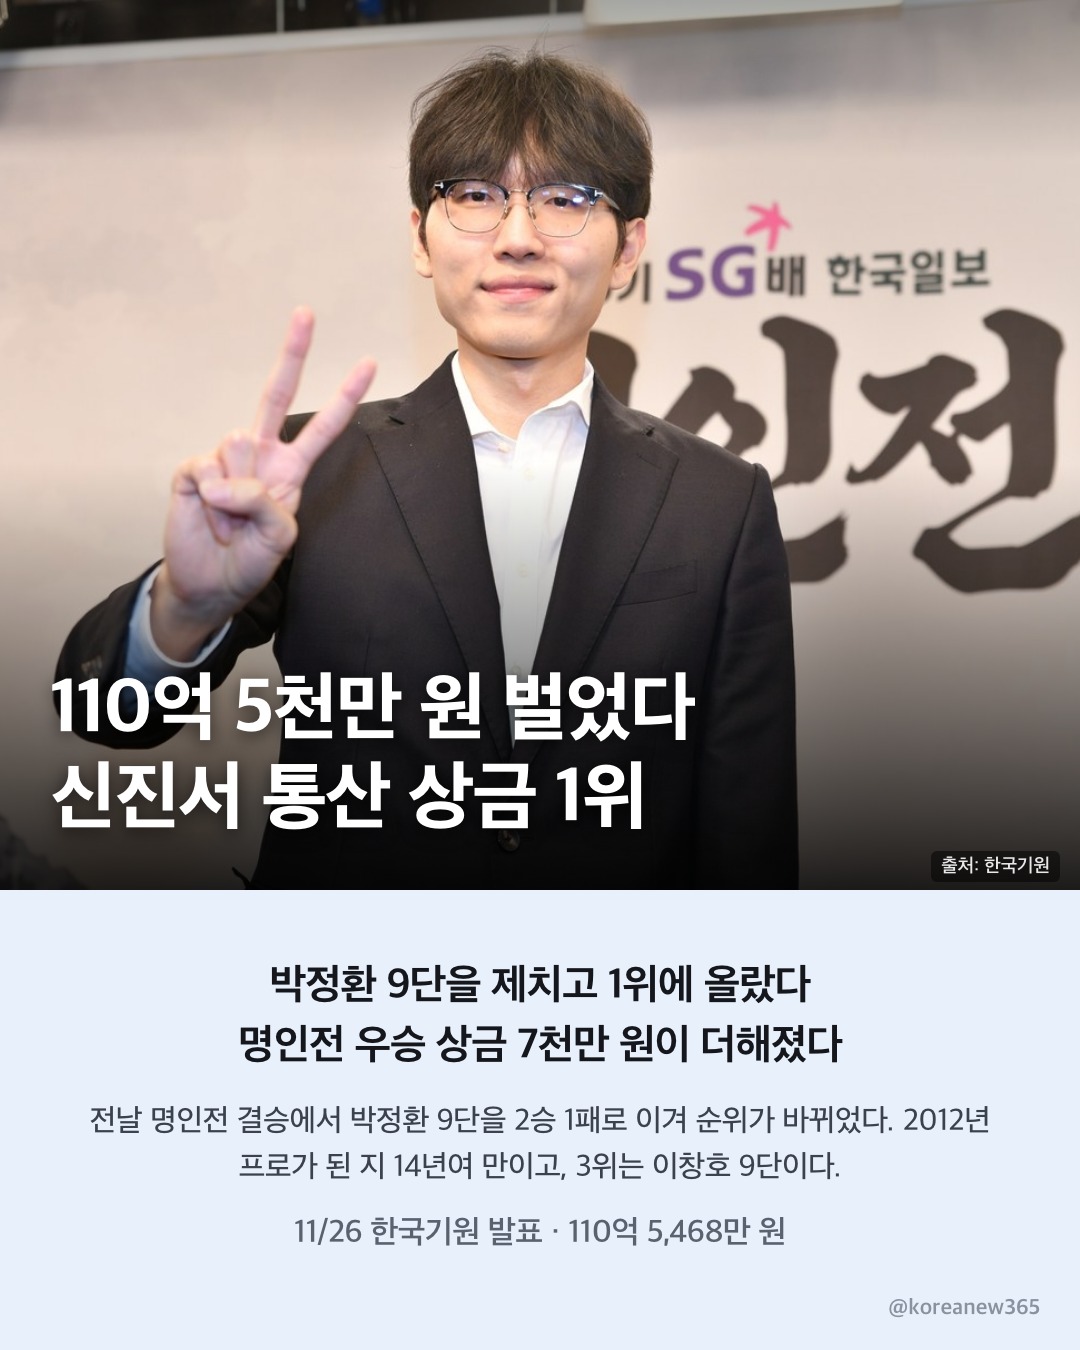 기 SG배 한국일보
인전
110억 5천만 원 벌었다
신진서 통산 상금 1위
출처: 한국기원
박정환 9단을 제치고 1위에 올랐다
명인전 우승 상금 7천만 원이 더해졌다
전날 명인전 결승에서 박정환 9단을 2승 1패로 이겨 순위가 바뀌었다. 2012년
프로가 된 지 14년여 만이고, 3위는 이창호 9단이다.
11/26 한국기원 발표 · 110억 5,468만 원
@koreanew365